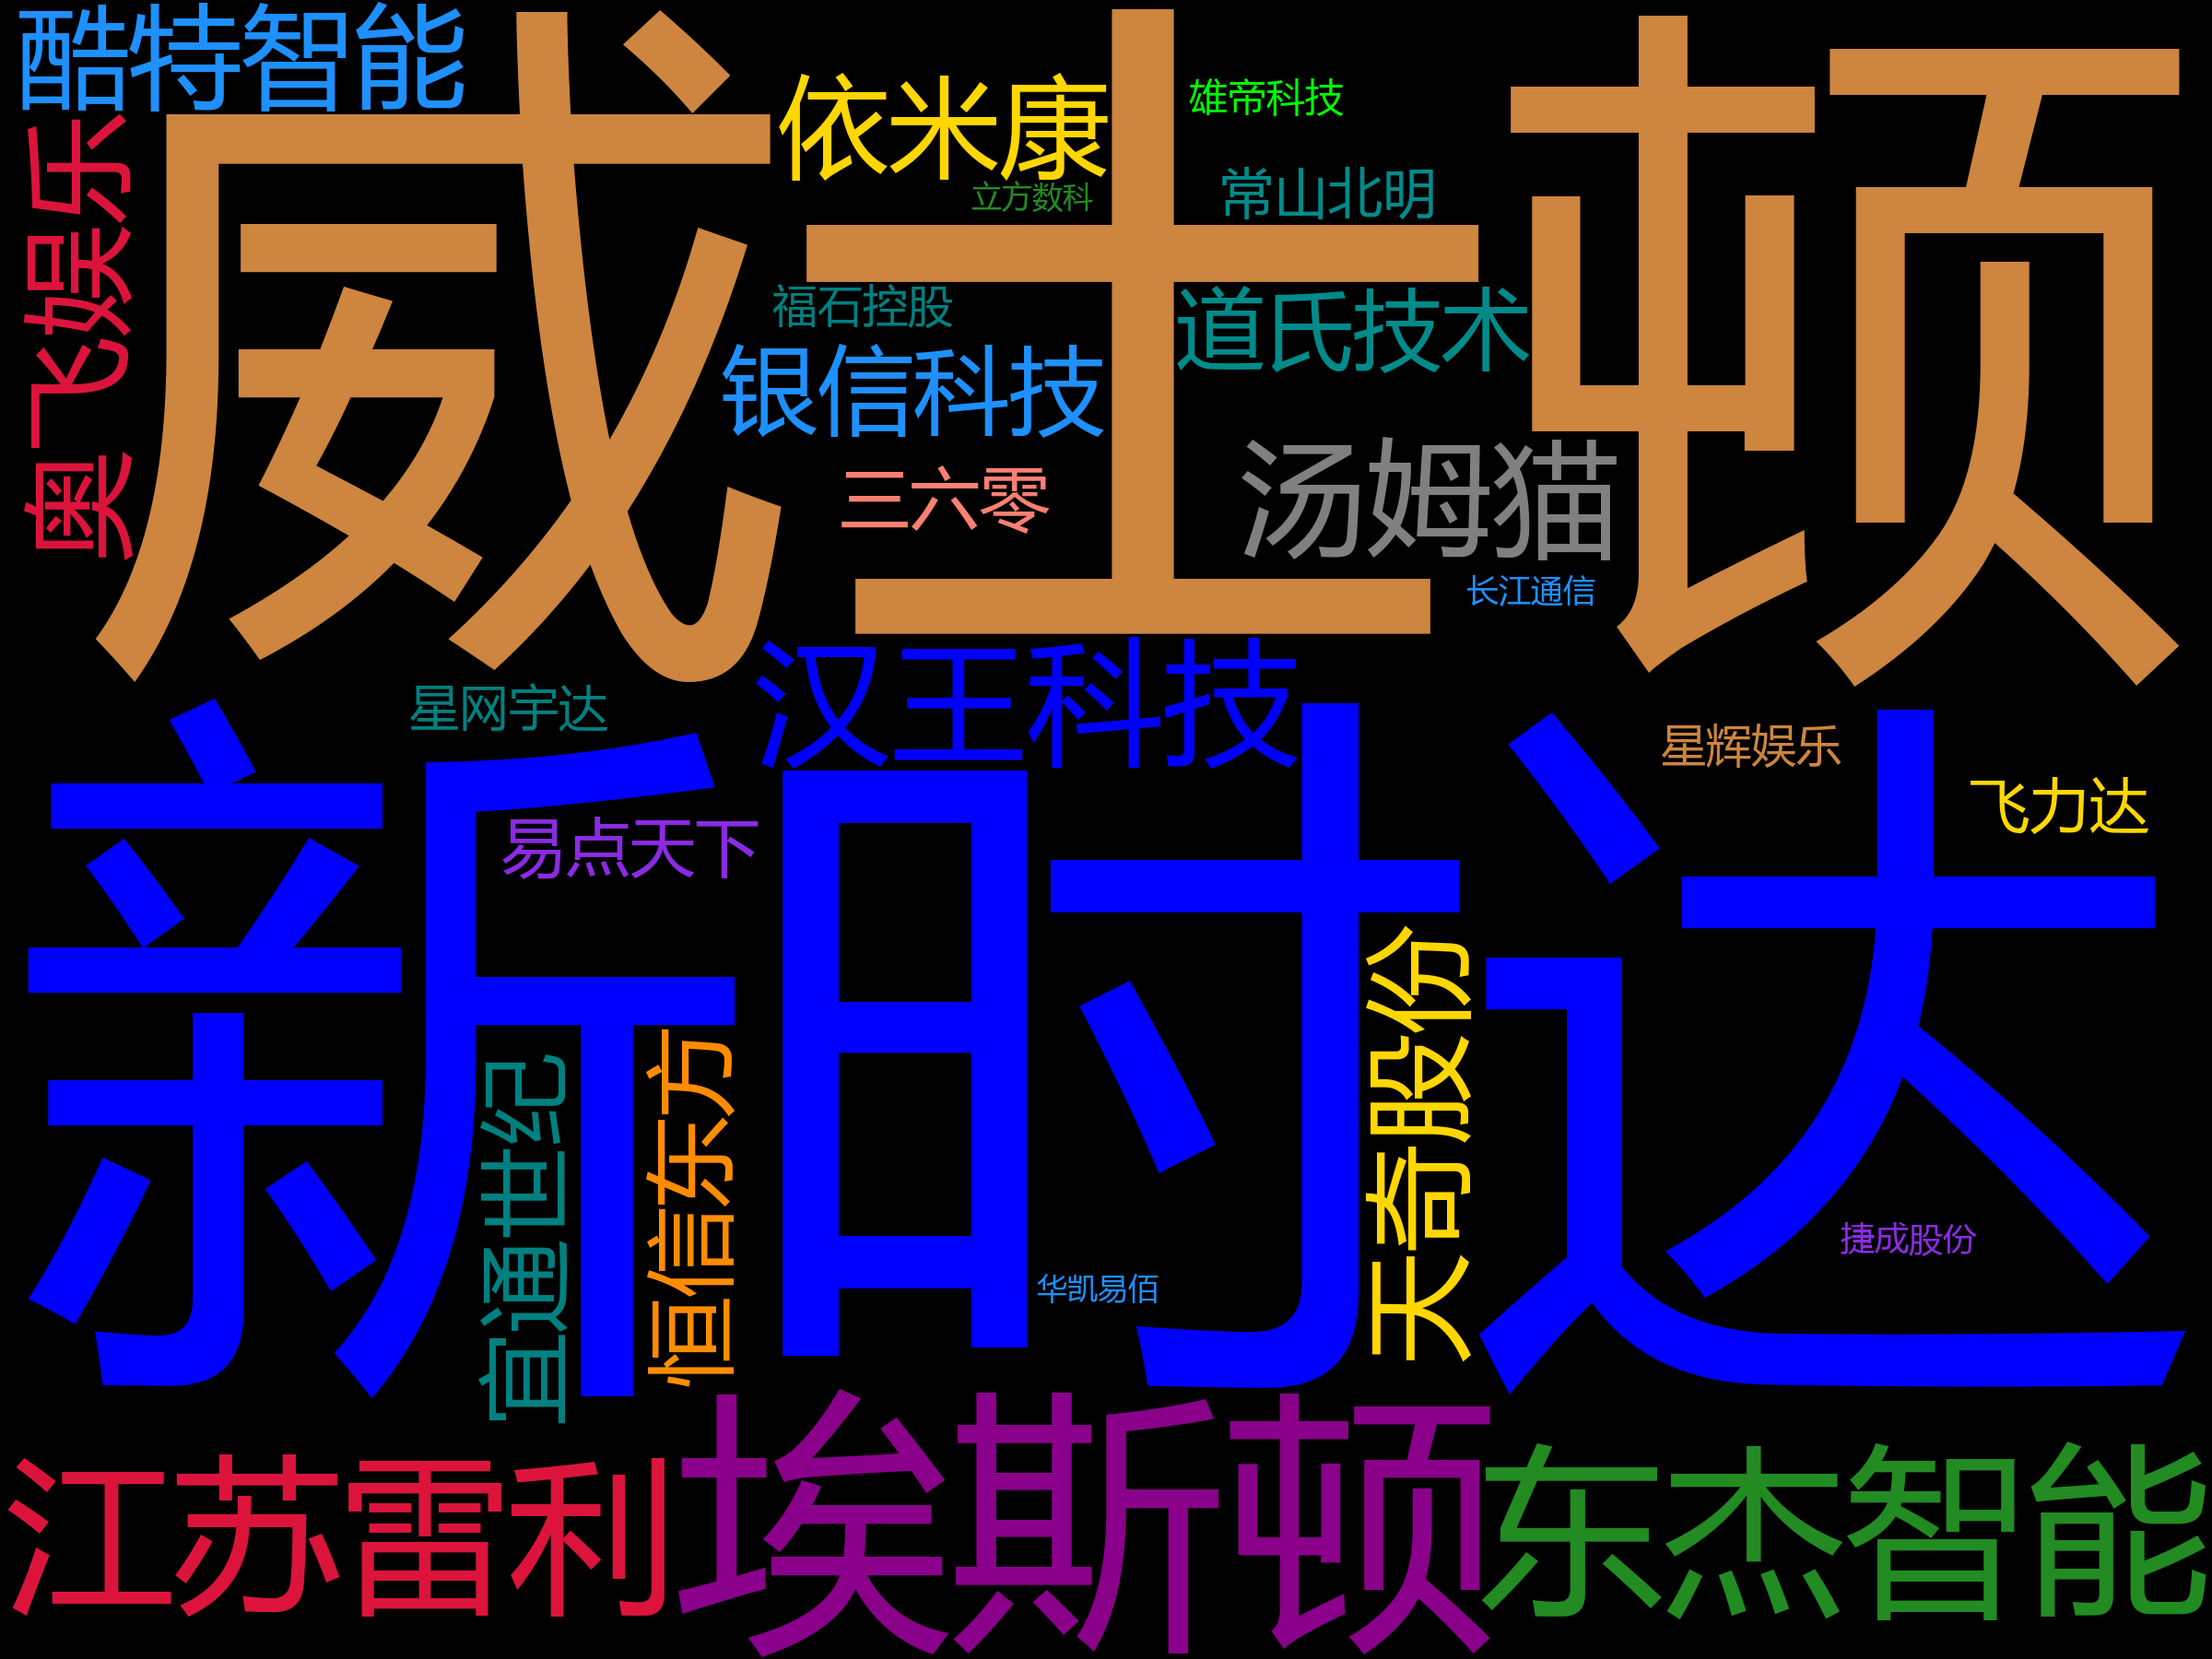 酷特智能
威士顿
奥飞娱乐
依米康
维帝科技
立方数科
常山北明
福石控股
道氏技术
银信科技
汤姆猫
三六零
长江通信
汉王科技
星网宇达
星辉娱乐
飞力达
易点天下
新时达
天奇股份
恒信东方
宣通世纪
捷成股份
华凯易佰
江苏雷利
埃斯顿
东杰智能